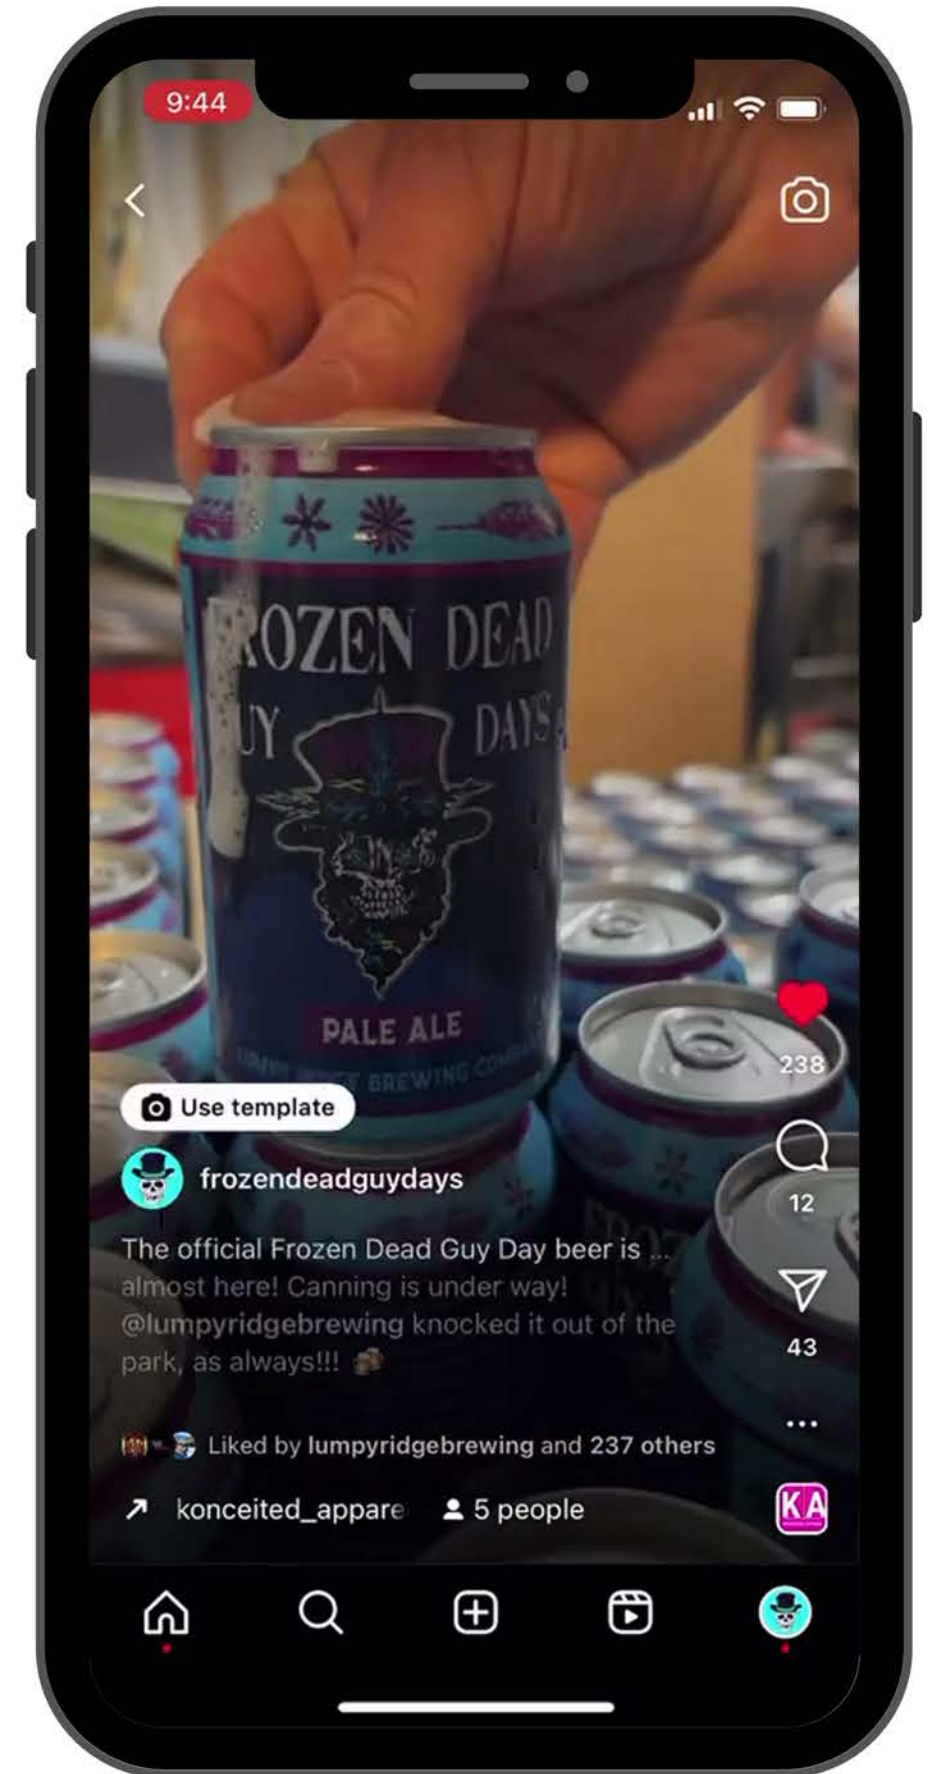 9:44
FROZEN DEAD
UY DAYS
PALE ALE
BREWING
Use template
frozendeadguydays
The official Frozen Dead Guy Day beer is ...
almost here! Canning is under way!
@lumpyridgebrewing knocked it out of the
park, as always!!! 🍻
238
12
43
Liked by lumpyridgebrewing and 237 others
konceited_appare 5 people
KA